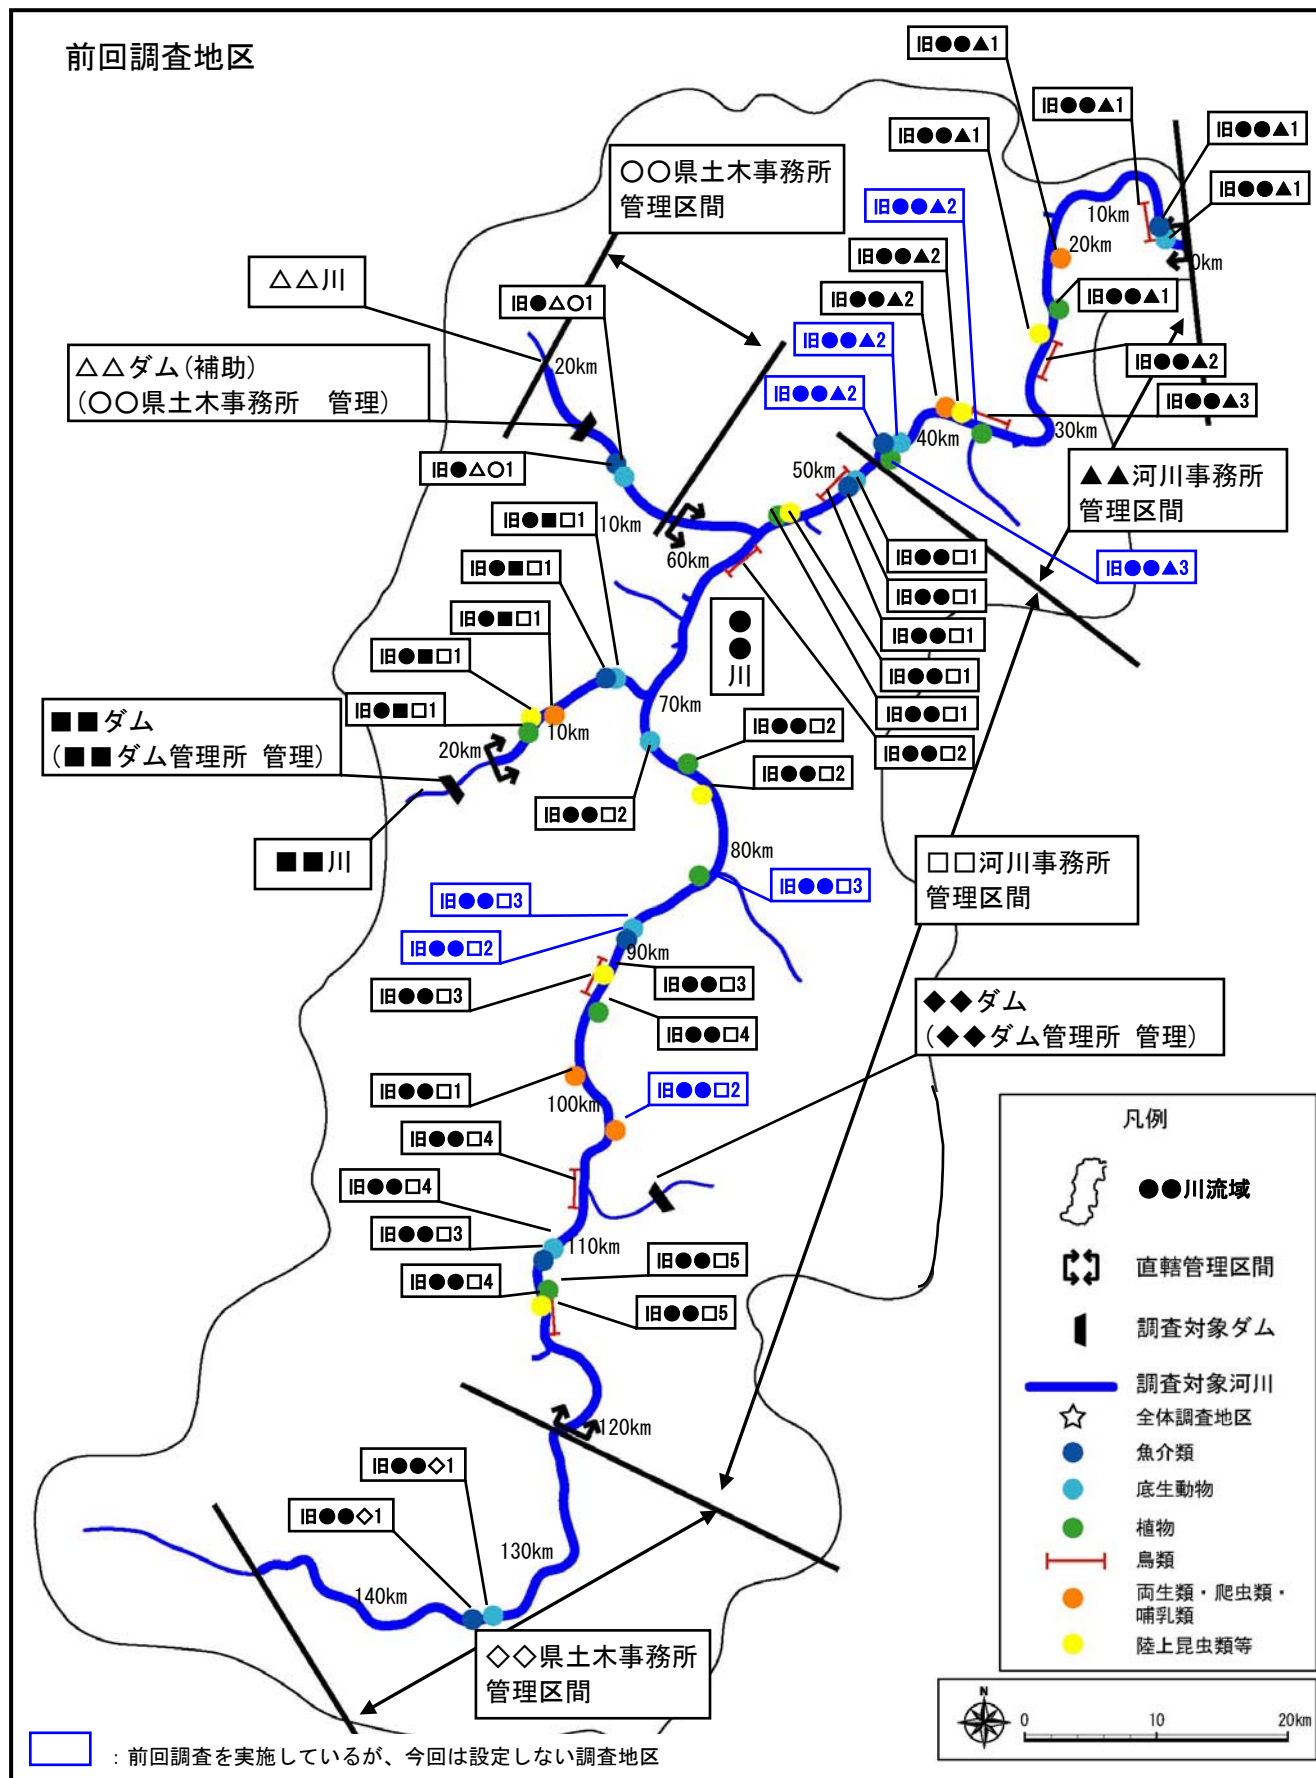 前回調査地区
旧●●▲1
旧●●▲1
旧●●▲1
旧●●▲1
旧●●▲1
〇〇県土木事務所
管理区間
旧●●▲2
10km
20km
0km
旧●●▲2
△△川
旧●△〇1
旧●●▲2
旧●●▲1
旧●●▲2
旧●●▲2
△△ダム(補助)
(〇〇県土木事務所　管理)
20km
旧●●▲2
旧●●▲3
40km
30km
旧●△〇1
50km
▲▲河川事務所
管理区間
10km
旧●■□1
60km
旧●●□1
旧●●▲3
旧●■□1
旧●●□1
旧●■□1
●●川
旧●●□1
旧●■□1
旧●●□1
旧●■□1
70km
旧●●□1
■■ダム
(■■ダム管理所 管理)
10km
20km
旧●●□2
旧●●□2
旧●●□2
旧●●□2
■■川
80km
□□河川事務所
管理区間
旧●●□3
旧●●□3
旧●●□2
90km
旧●●□3
旧●●□3
旧●●□4
◆◆ダム
(◆◆ダム管理所 管理)
旧●●□1
100km
旧●●□2
旧●●□4
旧●●□4
旧●●□3
110km
旧●●□5
旧●●□4
旧●●□5
120km
旧●●◇1
旧●●◇1
130km
140km
◇◇県土木事務所
管理区間
凡例
●●川流域
直轄管理区間
調査対象ダム
調査対象河川
全体調査地区
魚介類
底生動物
植物
鳥類
両生類・爬虫類・
哺乳類
陸上昆虫類等
N
0 10 20km
：前回調査を実施しているが、今回は設定しない調査地区